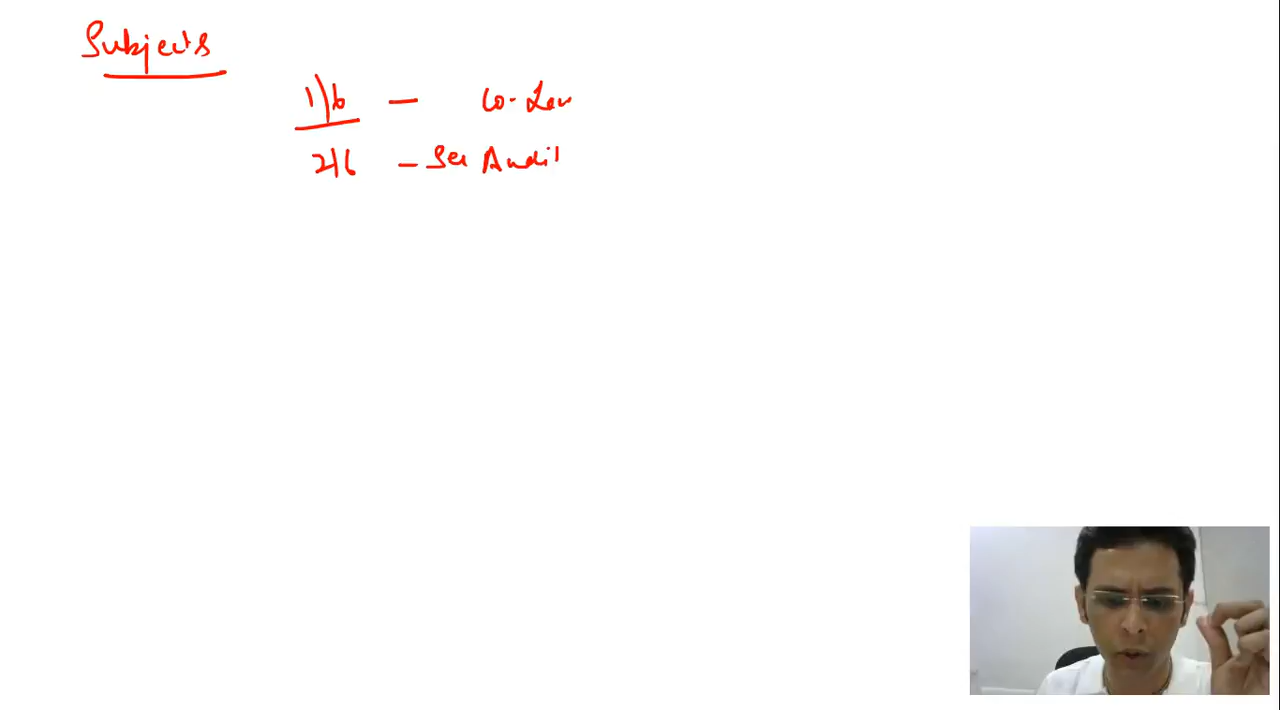 Subjects
1/6 — Co-Law
2/6 — Sec Audit